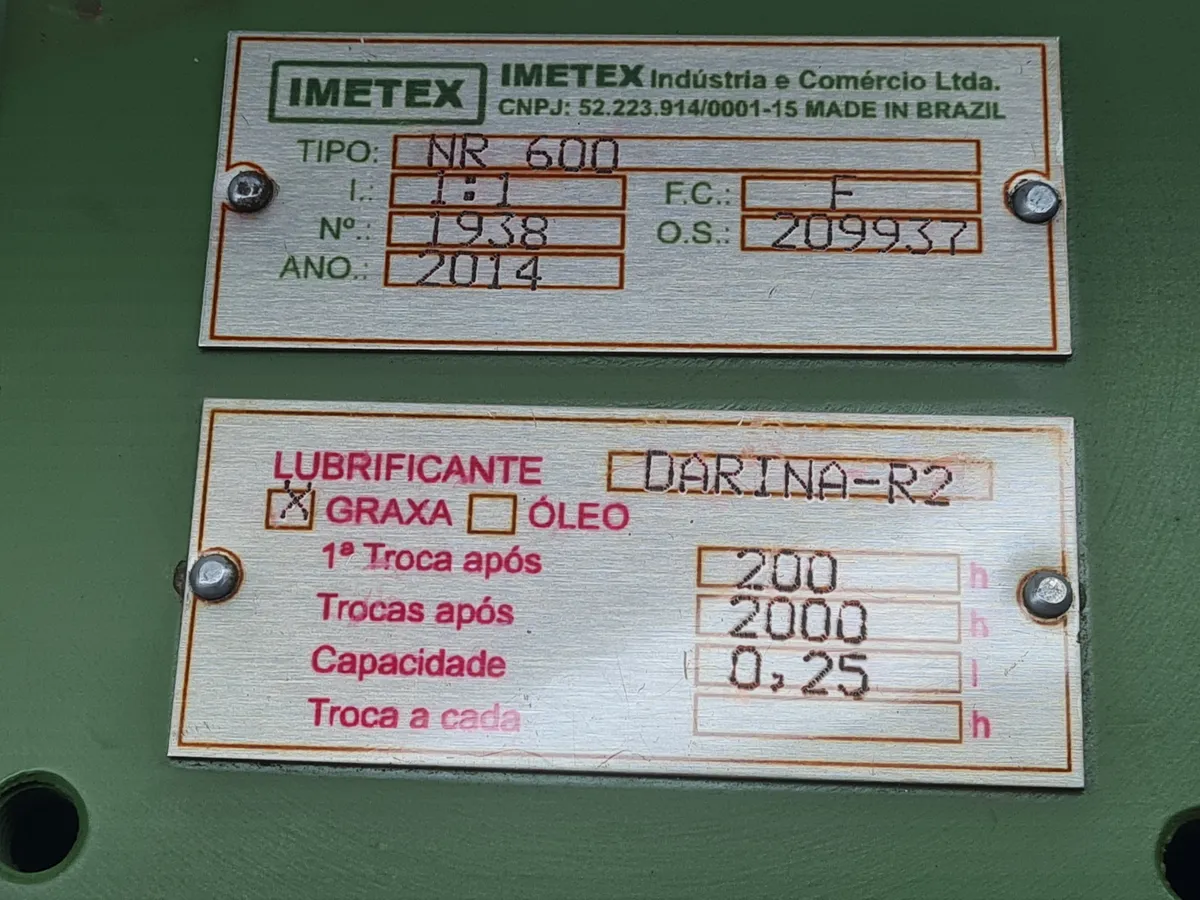 IMETEX
IMETEX Indústria e Comércio Ltda.
CNPJ: 52.223.914/0001-15 MADE IN BRAZIL
TIPO: NR 600
I.: 1:1 F.C.: F
Nº.: 1938 O.S.: 209937
ANO.: 2014
LUBRIFICANTE DARINA-R2
X GRAXA ÓLEO
1ª Troca após 200 h
Trocas após 2000 h
Capacidade 0,25 l
Troca a cada h